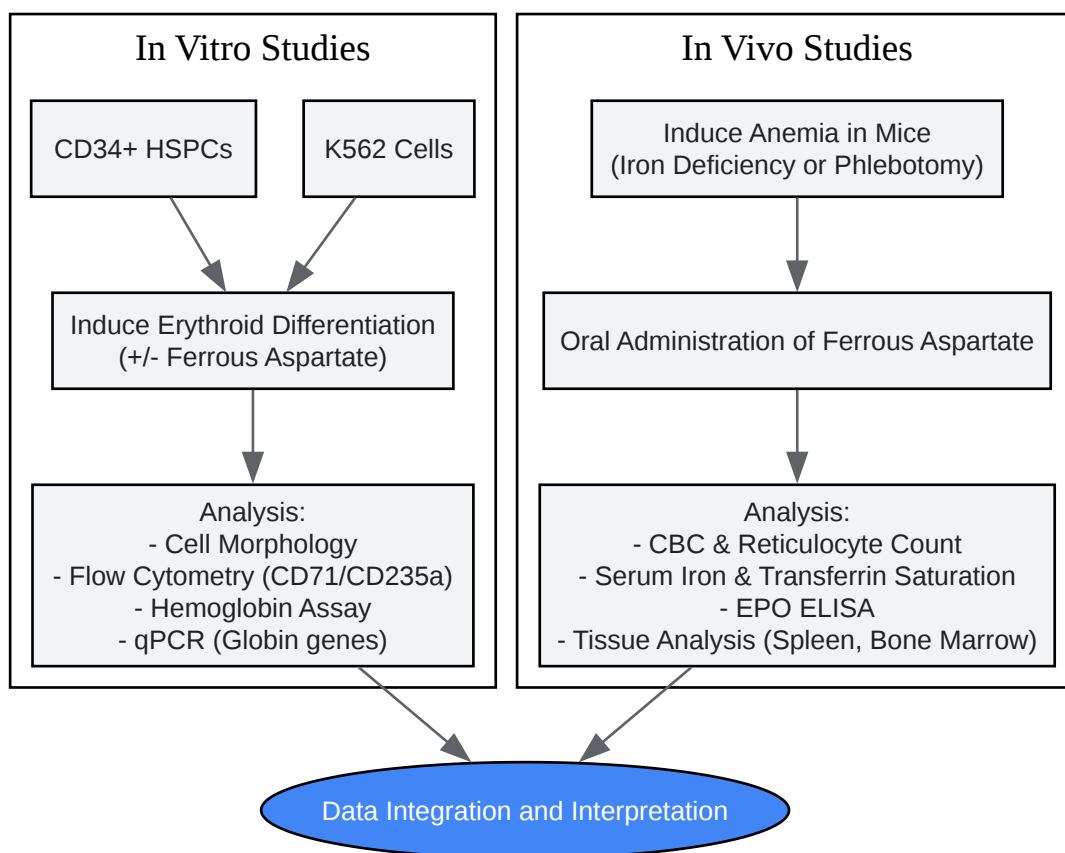 In Vitro Studies
CD34+ HSPCs
K562 Cells
Induce Erythroid Differentiation
(+/- Ferrous Aspartate)
Analysis:
- Cell Morphology
- Flow Cytometry (CD71/CD235a)
- Hemoglobin Assay
- qPCR (Globin genes)
In Vivo Studies
Induce Anemia in Mice
(Iron Deficiency or Phlebotomy)
Oral Administration of Ferrous Aspartate
Analysis:
- CBC & Reticulocyte Count
- Serum Iron & Transferrin Saturation
- EPO ELISA
- Tissue Analysis (Spleen, Bone Marrow)
Data Integration and Interpretation